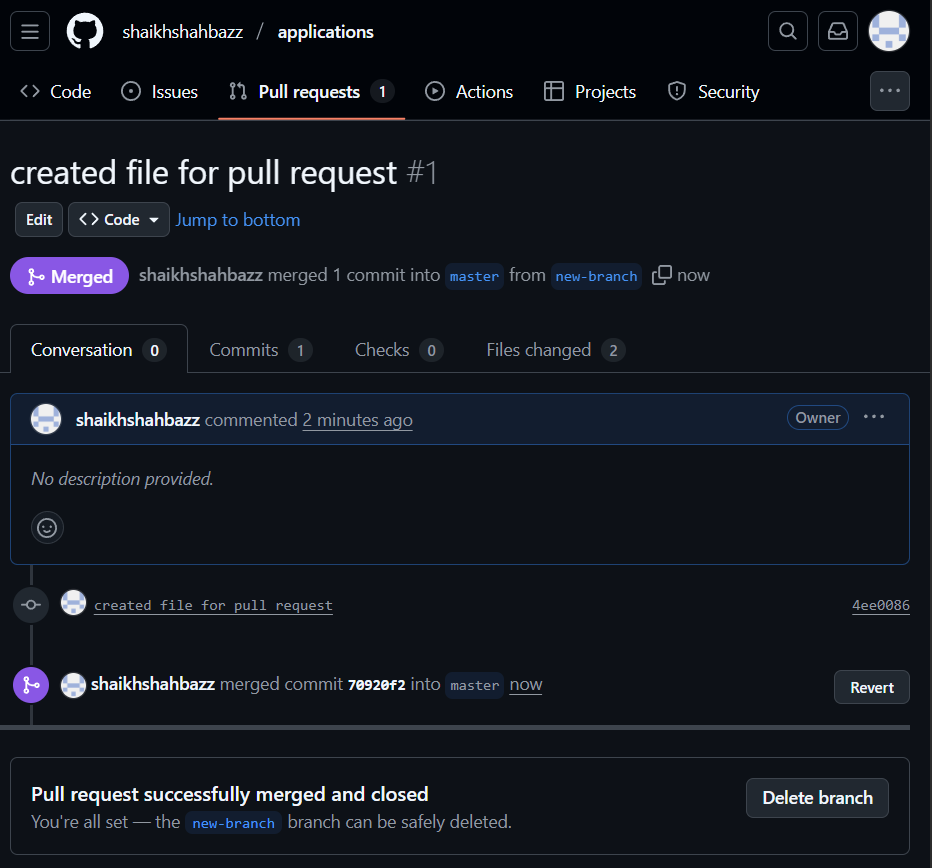 shaikhshahbazz / applications
Code Issues Pull requests 1 Actions Projects Security
created file for pull request #1
Edit Code Jump to bottom
Merged shaikhshahbazz merged 1 commit into master from new-branch now
Conversation 0 Commits 1 Checks 0 Files changed 2
shaikhshahbazz commented 2 minutes ago Owner
No description provided.
created file for pull request 4ee0086
shaikhshahbazz merged commit 70920f2 into master now Revert
Pull request successfully merged and closed
Delete branch
You're all set — the new-branch branch can be safely deleted.